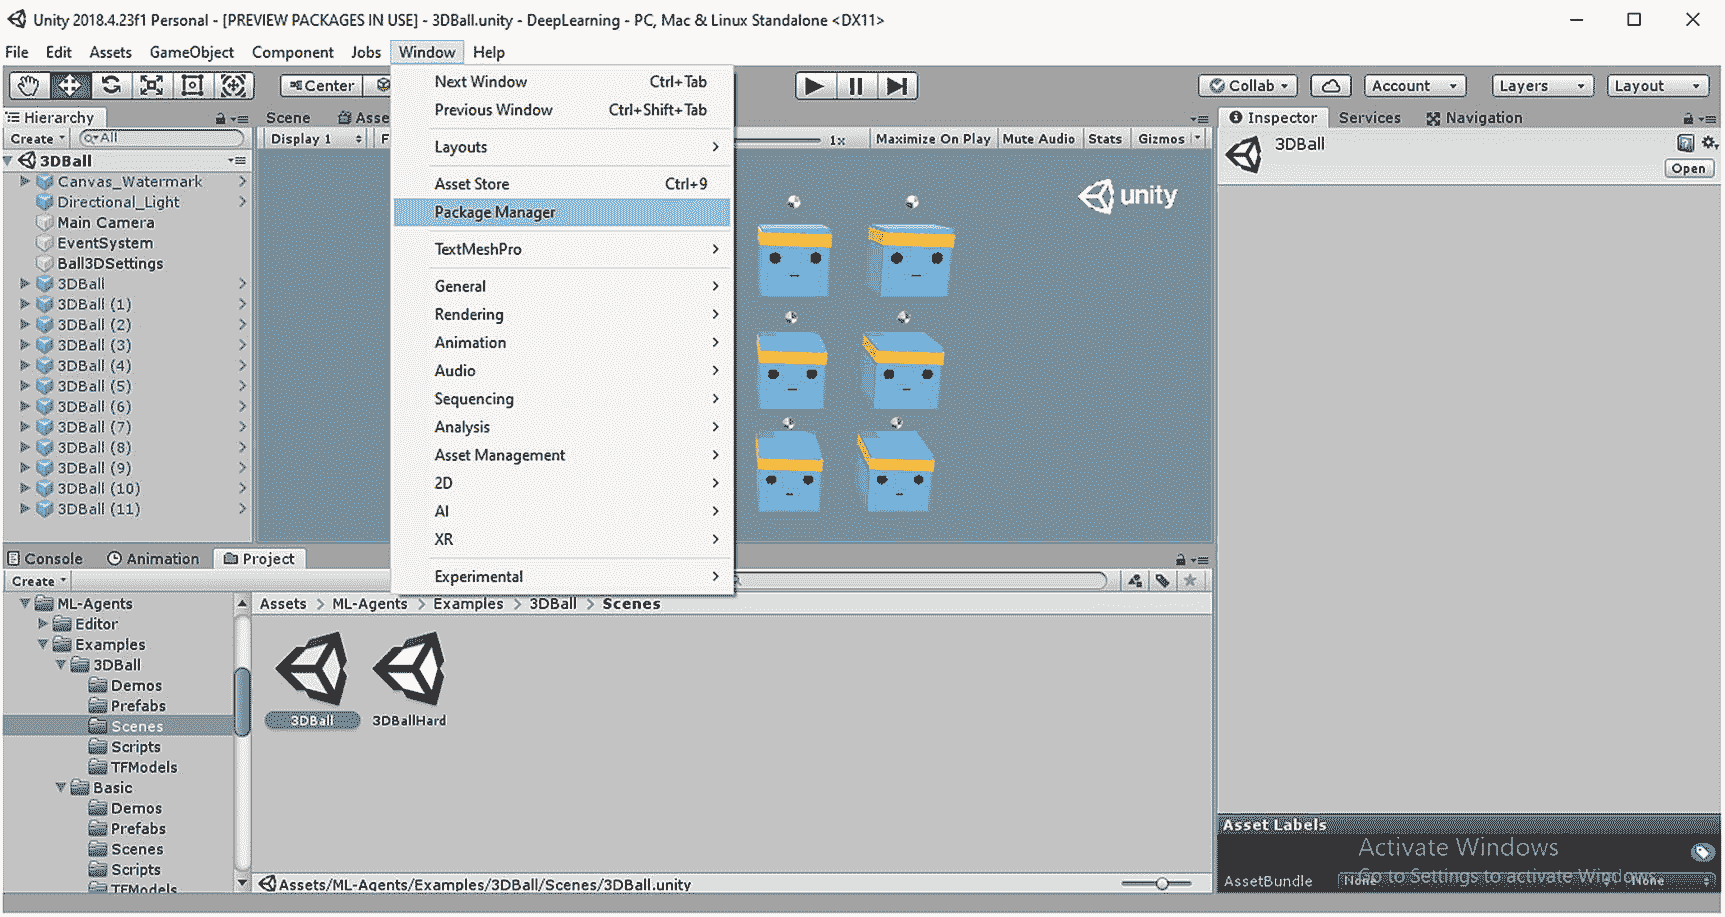 Unity 2018.4.23f1 Personal - [PREVIEW PACKAGES IN USE] - 3DBall.unity - DeepLearning - PC, Mac & Linux Standalone <DX11>
File Edit Assets GameObject Component Jobs Window Help
Center Collab Account Layers Layout
Next Window Ctrl+Tab
Previous Window Ctrl+Shift+Tab
Layouts
Asset Store Ctrl+9
Package Manager
TextMeshPro
General
Rendering
Animation
Audio
Sequencing
Analysis
Asset Management
2D
AI
XR
Experimental
Hierarchy
Create All
3DBall
Canvas_Watermark
Directional_Light
Main Camera
EventSystem
Ball3DSettings
3DBall
3DBall (1)
3DBall (2)
3DBall (3)
3DBall (4)
3DBall (5)
3DBall (6)
3DBall (7)
3DBall (8)
3DBall (9)
3DBall (10)
3DBall (11)
Scene Asse
Display 1 F 1x Maximize On Play Mute Audio Stats Gizmos
unity
Inspector Services Navigation
3DBall
Open
Console Animation Project
Create
ML-Agents
Editor
Examples
3DBall
Demos
Prefabs
Scenes
Scripts
TFModels
Basic
Demos
Prefabs
Scenes
Scripts
TFModels
Assets > ML-Agents > Examples > 3DBall > Scenes
3DBall 3DBallHard
Assets/ML-Agents/Examples/3DBall/Scenes/3DBall.unity
Asset Labels
Activate Windows
Go to Settings to activate Windows.
AssetBundle None None